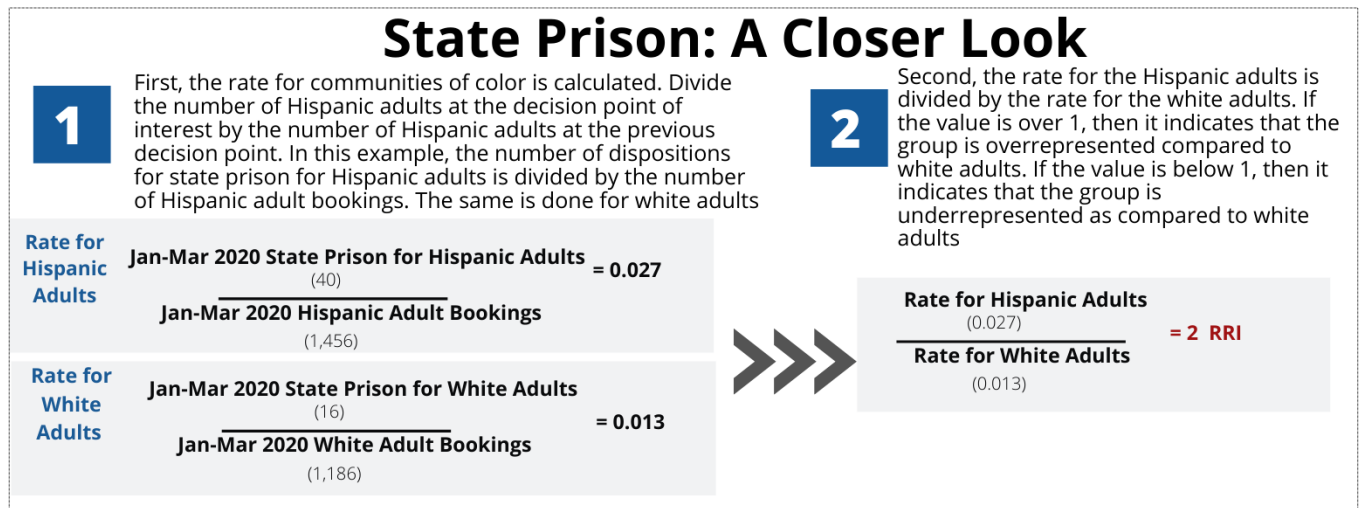 State Prison: A Closer Look
1
First, the rate for communities of color is calculated. Divide
the number of Hispanic adults at the decision point of
interest by the number of Hispanic adults at the previous
decision point. In this example, the number of dispositions
for state prison for Hispanic adults is divided by the number
of Hispanic adult bookings. The same is done for white adults
Rate for
Hispanic
Adults
Jan-Mar 2020 State Prison for Hispanic Adults
(40)
Jan-Mar 2020 Hispanic Adult Bookings
(1,456)
= 0.027
Rate for
White
Adults
Jan-Mar 2020 State Prison for White Adults
(16)
Jan-Mar 2020 White Adult Bookings
(1,186)
= 0.013
2
Second, the rate for the Hispanic adults is
divided by the rate for the white adults. If
the value is over 1, then it indicates that the
group is overrepresented compared to
white adults. If the value is below 1, then it
indicates that the group is
underrepresented as compared to white
adults
Rate for Hispanic Adults
(0.027)
Rate for White Adults
(0.013)
= 2 RRI